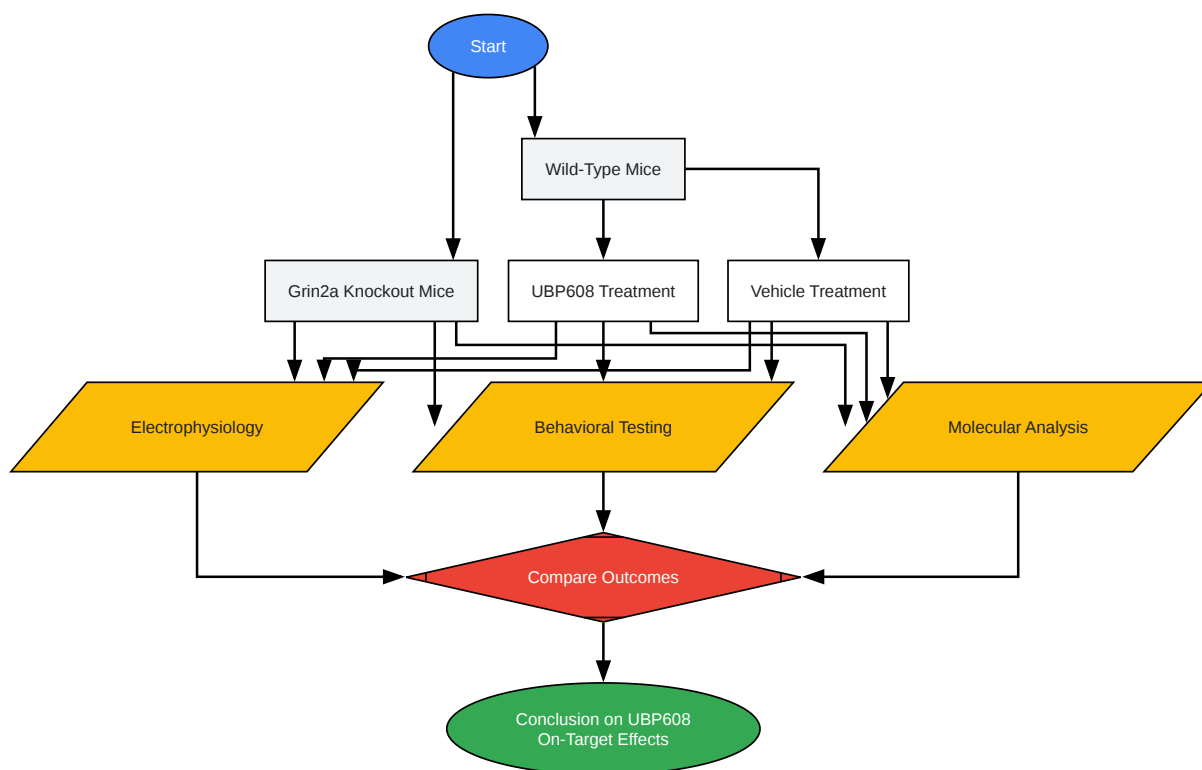 Start
Wild-Type Mice
Grin2a Knockout Mice
UBP608 Treatment
Vehicle Treatment
Electrophysiology
Behavioral Testing
Molecular Analysis
Compare Outcomes
Conclusion on UBP608
On-Target Effects